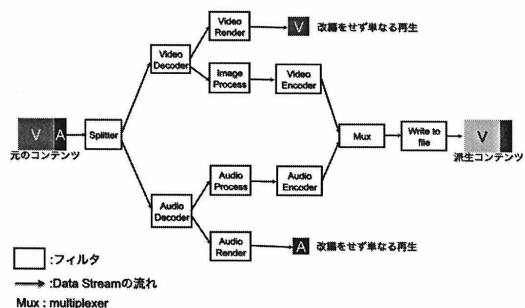 Video
Render
V
改編をせず単なる再生
Video
Decoder
Image
Process
Video
Encoder
V
A
元のコンテンツ
Splitter
Mux
Write to
file
V
派生コンテンツ
Audio
Decoder
Audio
Process
Audio
Encoder
Audio
Render
A
改編をせず単なる再生
:フィルタ
:Data Streamの流れ
Mux : multiplexer